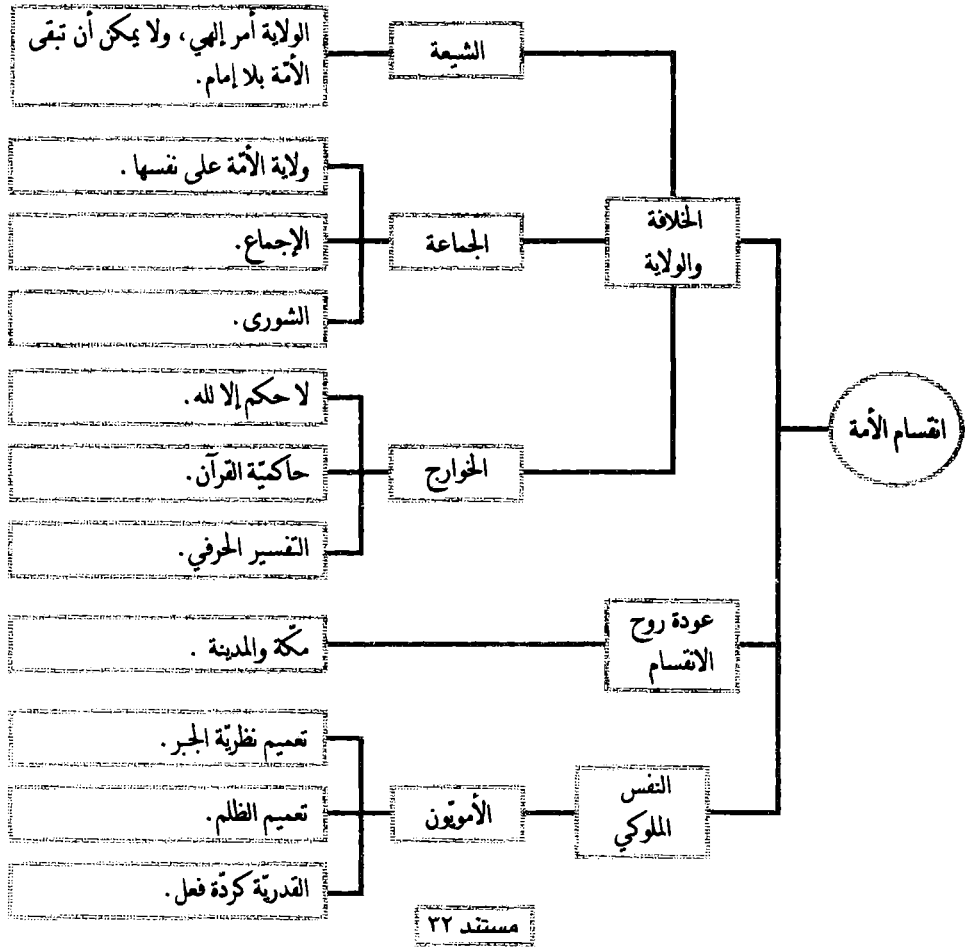 انقسام الأمة
الخلافة
والولاية
الشيعة
الولاية أمر إلهي، ولا يمكن أن تبقى
الأمّة بلا إمام.
الجماعة
ولاية الأمّة على نفسها.
الإجماع.
الشورى.
الخوارج
لا حكم إلا لله.
حاكميّة القرآن.
التفسير الحرفي.
عودة روح
الانقسام
مكّة والمدينة .
النفس
الملوكي
الأمويّون
تعميم نظريّة الجبر.
تعميم الظلم.
القدريّة كردّة فعل.
مستند ٣٢